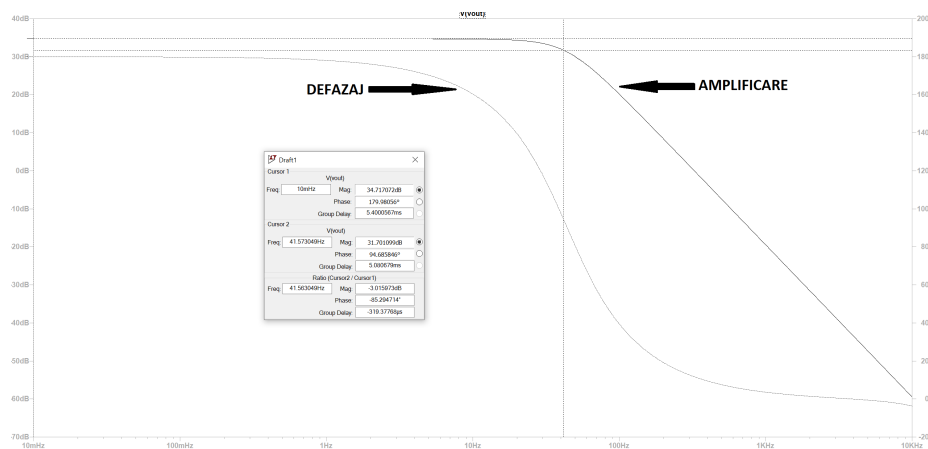 V(vout)
40dB
30dB
20dB
10dB
0dB
-10dB
-20dB
-30dB
-40dB
-50dB
-60dB
-70dB
200
180
160
140
120
100
80
60
40
20
0
-20
DEFAZAJ
AMPLIFICARE
Draft1
Cursor 1
V(vout)
Freq: 10mHz Mag: 34.717072dB
Phase: 179.98056°
Group Delay: 5.4000567ms
Cursor 2
V(vout)
Freq: 41.573049Hz Mag: 31.701099dB
Phase: 94.685846°
Group Delay: 5.080679ms
Ratio (Cursor2 / Cursor1)
Freq: 41.563049Hz Mag: -3.015973dB
Phase: -85.294714°
Group Delay: -319.37768µs
10mHz 100mHz 1Hz 10Hz 100Hz 1KHz 10KHz